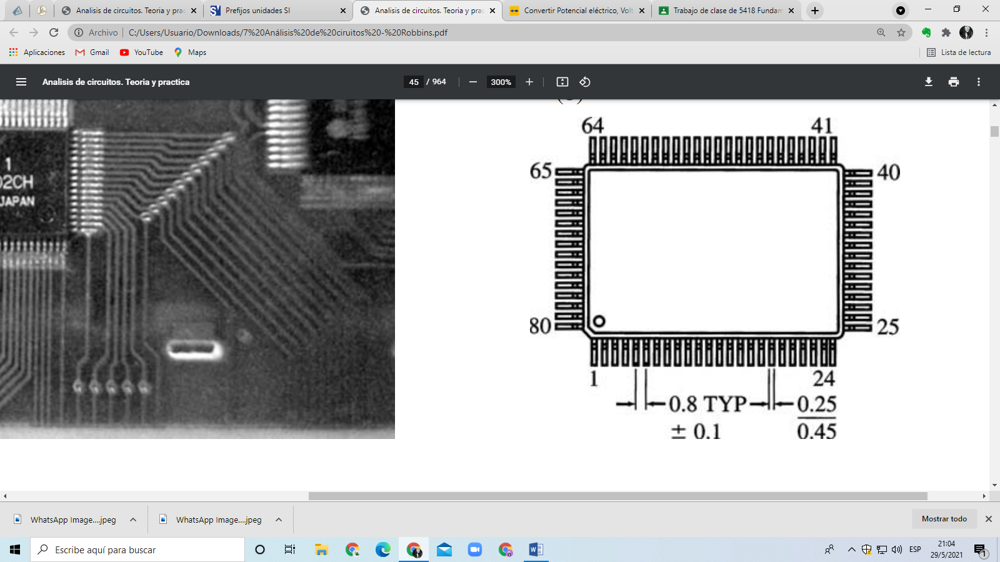 Analisis de circuitos. Teoria y prac
Prefijos unidades SI
Analisis de circuitos. Teoria y prac
Convertir Potencial eléctrico, Volt
Trabajo de clase de 5418 Fundam
Archivo
C:/Users/Usuario/Downloads/7%20Análisis%20de%20ciruitos%20-%20Robbins.pdf
Aplicaciones
Gmail
YouTube
Maps
Lista de lectura
Analisis de circuitos. Teoria y practica
45 / 964
300%
1
02CH
JAPAN
64
41
65
40
80
25
1
24
0.8 TYP
± 0.1
0.25
0.45
WhatsApp Image....jpeg
WhatsApp Image....jpeg
Mostrar todo
Escribe aquí para buscar
ESP
21:04
29/5/2021
1